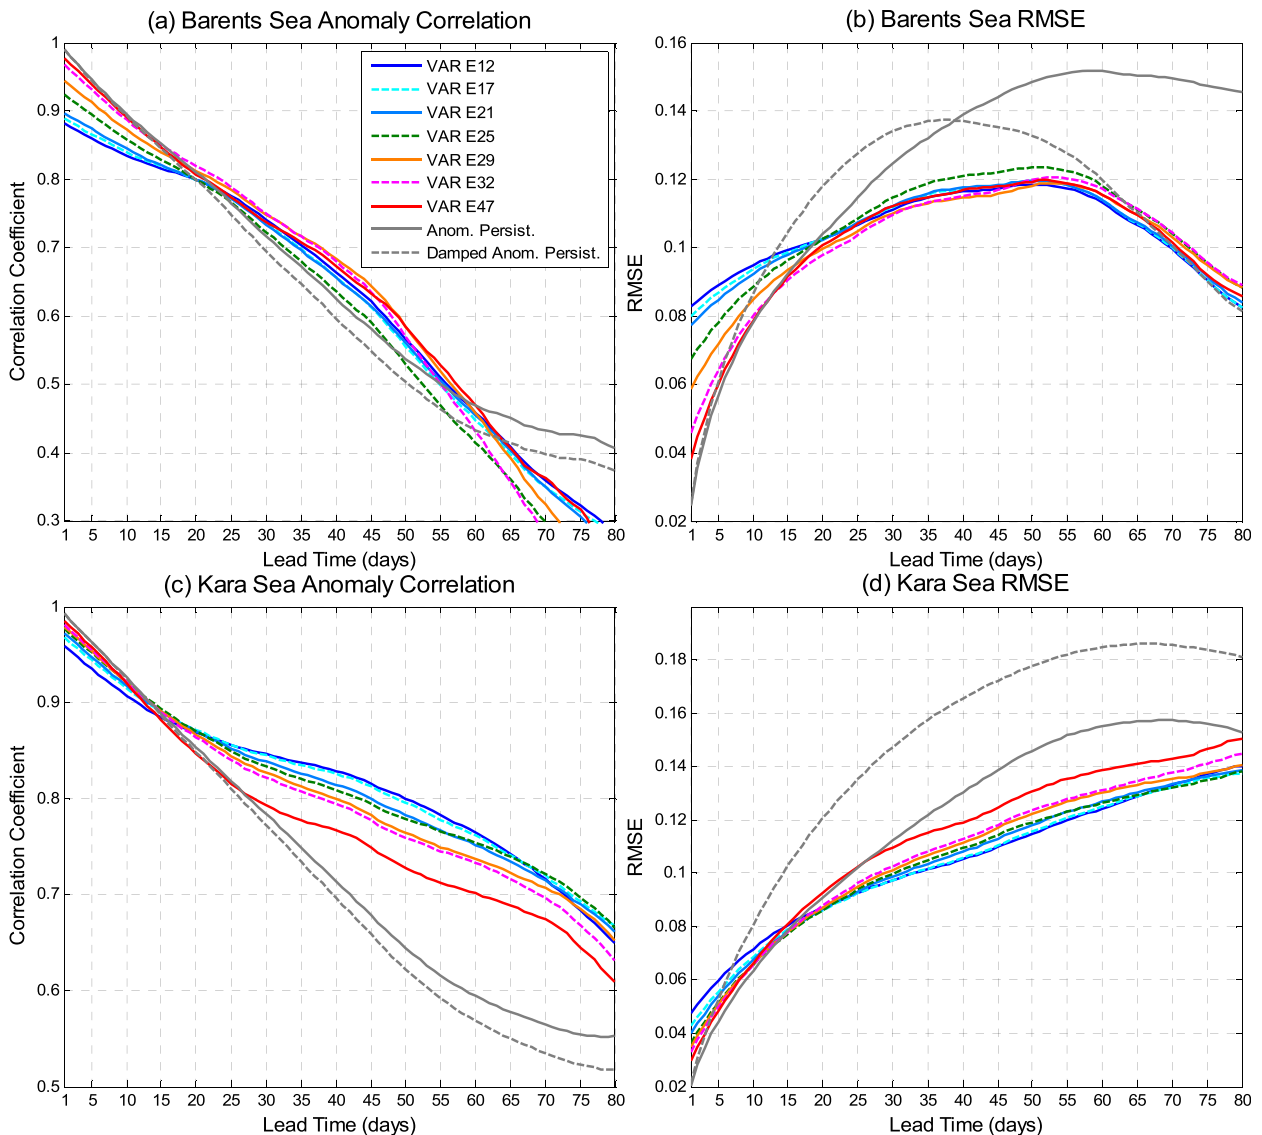 (a) Barents Sea Anomaly Correlation
1
0.9
0.8
0.7
0.6
0.5
0.4
0.3
Correlation Coefficient
VAR E12
VAR E17
VAR E21
VAR E25
VAR E29
VAR E32
VAR E47
Anom. Persist.
Damped Anom. Persist.
1 5 10 15 20 25 30 35 40 45 50 55 60 65 70 75 80
Lead Time (days)
(b) Barents Sea RMSE
0.16
0.14
0.12
0.1
0.08
0.06
0.04
0.02
RMSE
1 5 10 15 20 25 30 35 40 45 50 55 60 65 70 75 80
Lead Time (days)
(c) Kara Sea Anomaly Correlation
1
0.9
0.8
0.7
0.6
0.5
Correlation Coefficient
1 5 10 15 20 25 30 35 40 45 50 55 60 65 70 75 80
Lead Time (days)
(d) Kara Sea RMSE
0.18
0.16
0.14
0.12
0.1
0.08
0.06
0.04
0.02
RMSE
1 5 10 15 20 25 30 35 40 45 50 55 60 65 70 75 80
Lead Time (days)